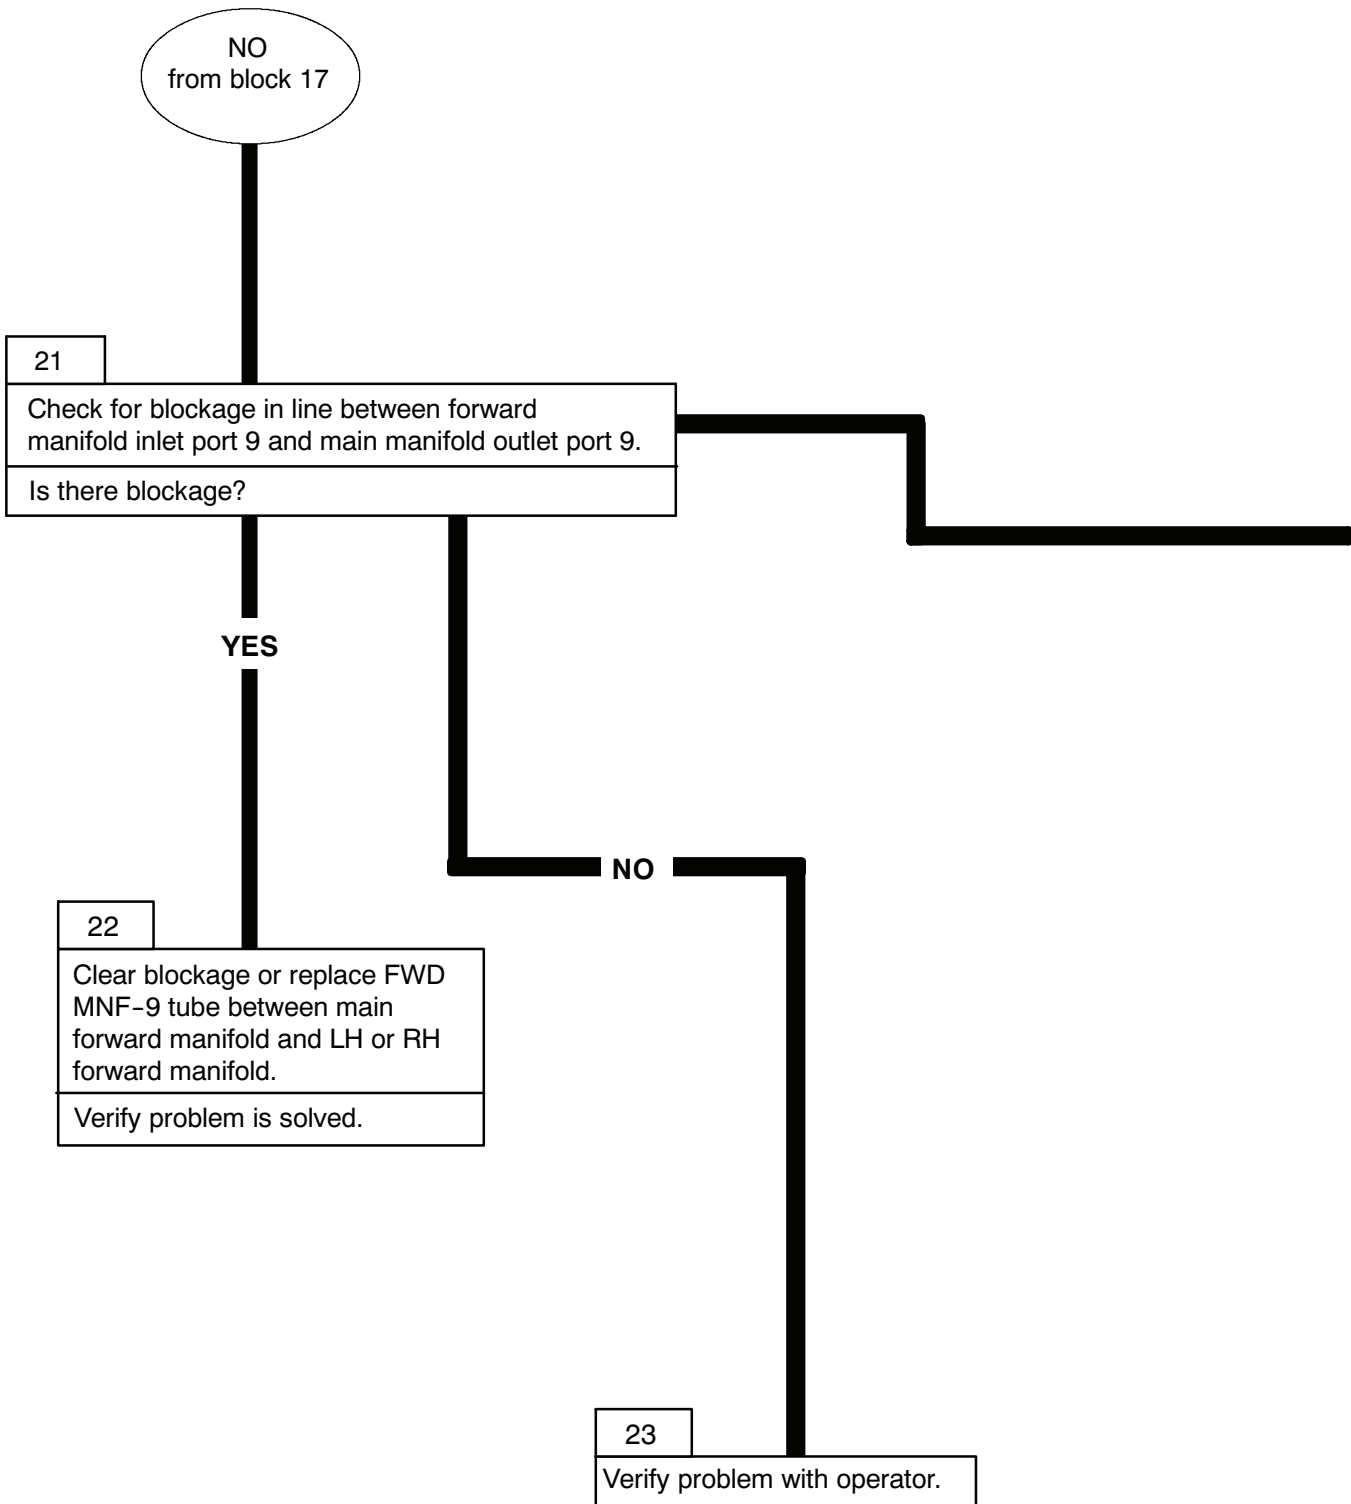 NO
from block 17
21
Check for blockage in line between forward
manifold inlet port 9 and main manifold outlet port 9.
Is there blockage?
YES
NO
22
Clear blockage or replace FWD
MNF-9 tube between main
forward manifold and LH or RH
forward manifold.
Verify problem is solved.
23
Verify problem with operator.